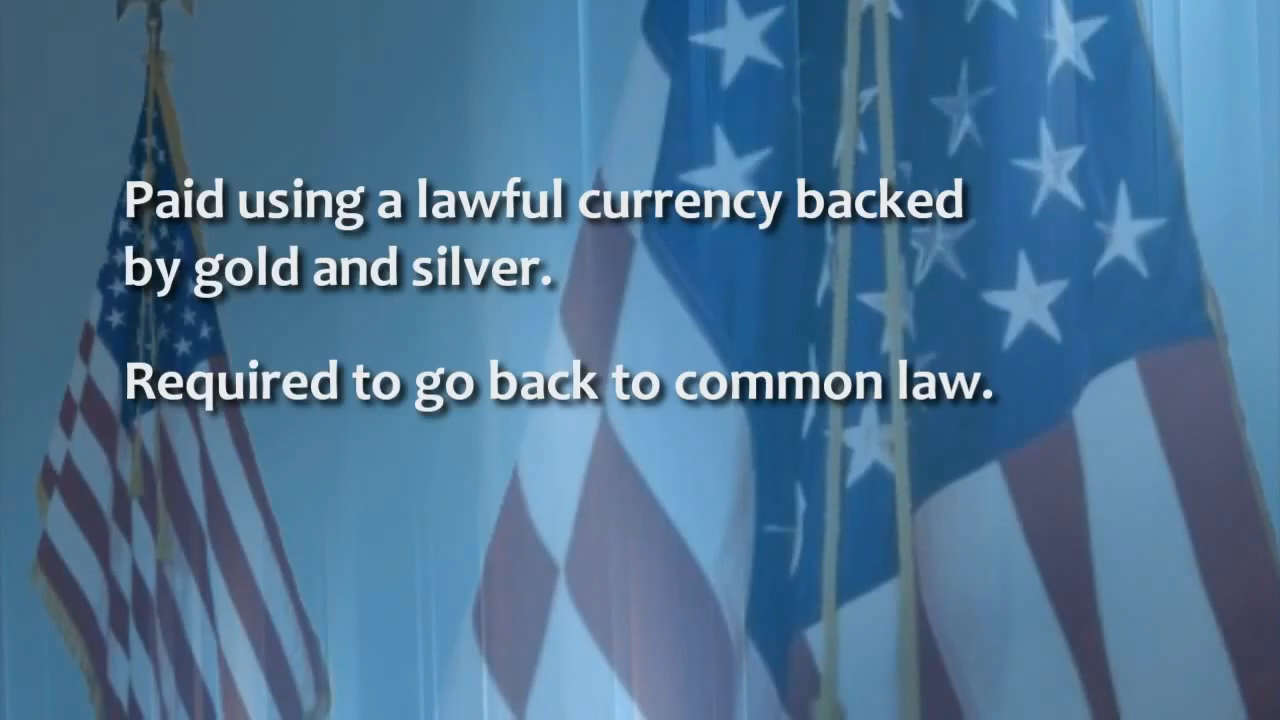 Paid using a lawful currency backed
by gold and silver.
Required to go back to common law.